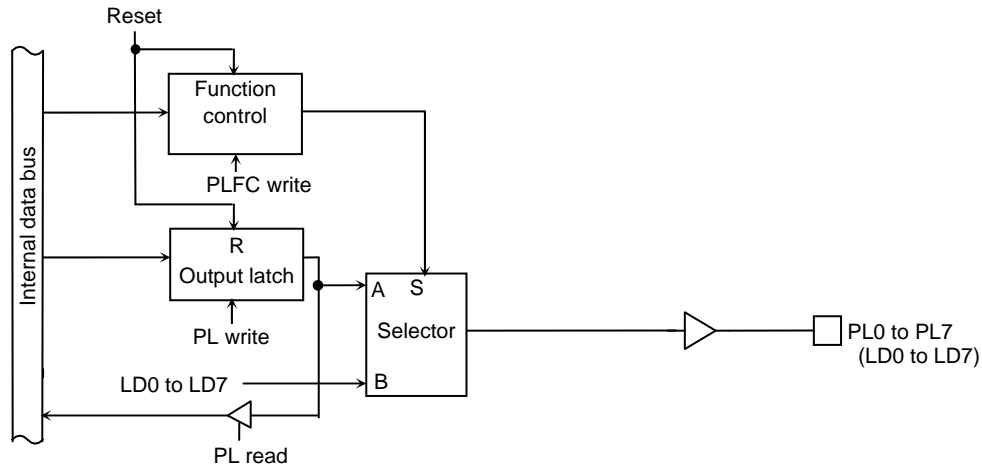 Reset
Function
control
PLFC write
Internal data bus
R
Output latch
A
S
Selector
PL write
LD0 to LD7
B
PL read
PL0 to PL7
(LD0 to LD7)